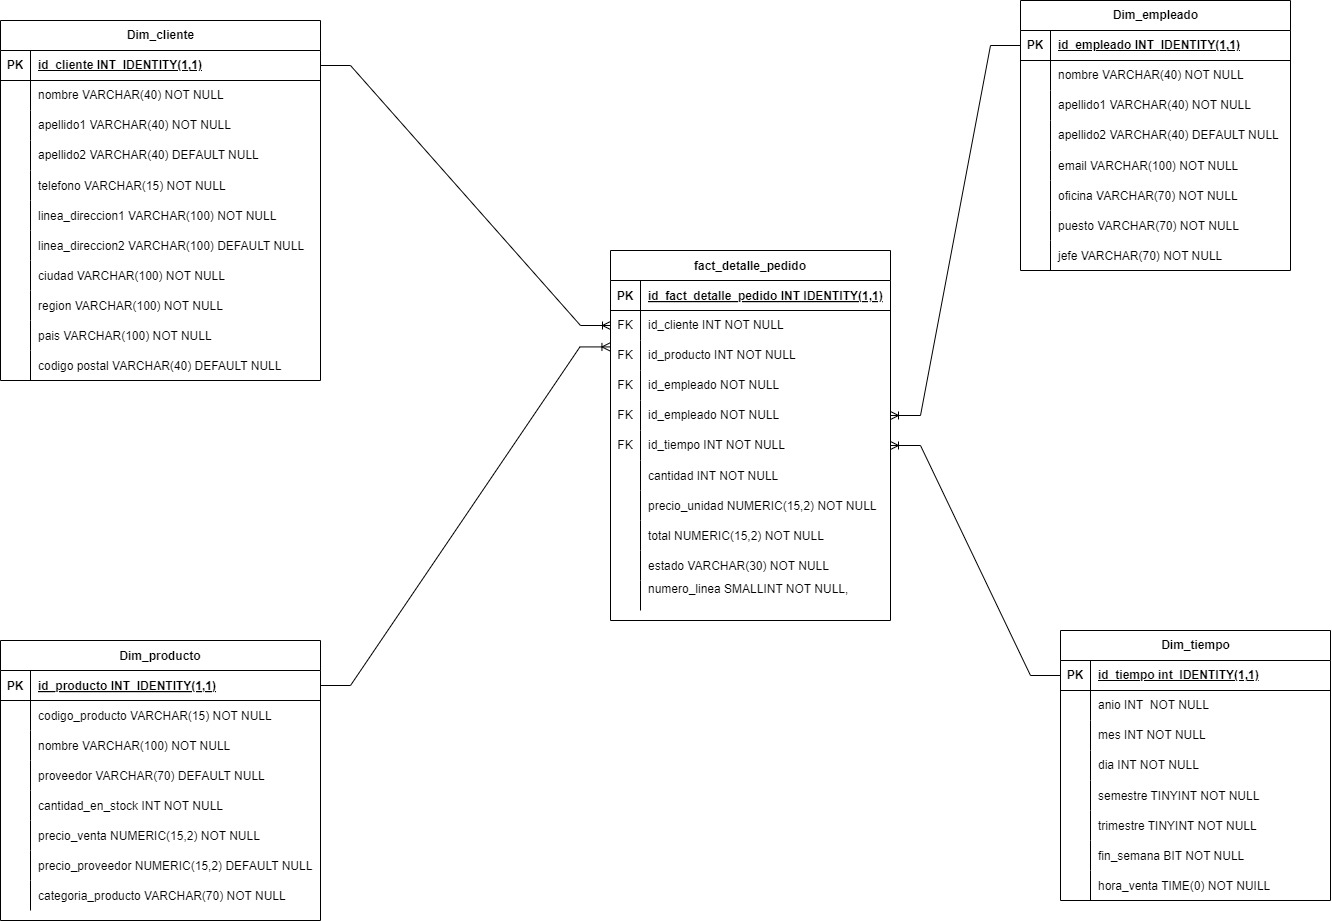 Dim_cliente
PK id_cliente INT IDENTITY(1,1)
nombre VARCHAR(40) NOT NULL
apellido1 VARCHAR(40) NOT NULL
apellido2 VARCHAR(40) DEFAULT NULL
telefono VARCHAR(15) NOT NULL
linea_direccion1 VARCHAR(100) NOT NULL
linea_direccion2 VARCHAR(100) DEFAULT NULL
ciudad VARCHAR(100) NOT NULL
region VARCHAR(100) NOT NULL
pais VARCHAR(100) NOT NULL
codigo postal VARCHAR(40) DEFAULT NULL
Dim_empleado
PK id_empleado INT IDENTITY(1,1)
nombre VARCHAR(40) NOT NULL
apellido1 VARCHAR(40) NOT NULL
apellido2 VARCHAR(40) DEFAULT NULL
email VARCHAR(100) NOT NULL
oficina VARCHAR(70) NOT NULL
puesto VARCHAR(70) NOT NULL
jefe VARCHAR(70) NOT NULL
fact_detalle_pedido
PK id_fact_detalle_pedido INT IDENTITY(1,1)
FK id_cliente INT NOT NULL
FK id_producto INT NOT NULL
FK id_empleado NOT NULL
FK id_empleado NOT NULL
FK id_tiempo INT NOT NULL
cantidad INT NOT NULL
precio_unidad NUMERIC(15,2) NOT NULL
total NUMERIC(15,2) NOT NULL
estado VARCHAR(30) NOT NULL
numero_linea SMALLINT NOT NULL,
Dim_producto
PK id_producto INT IDENTITY(1,1)
codigo_producto VARCHAR(15) NOT NULL
nombre VARCHAR(100) NOT NULL
proveedor VARCHAR(70) DEFAULT NULL
cantidad_en_stock INT NOT NULL
precio_venta NUMERIC(15,2) NOT NULL
precio_proveedor NUMERIC(15,2) DEFAULT NULL
categoria_producto VARCHAR(70) NOT NULL
Dim_tiempo
PK id_tiempo int IDENTITY(1,1)
anio INT NOT NULL
mes INT NOT NULL
dia INT NOT NULL
semestre TINYINT NOT NULL
trimestre TINYINT NOT NULL
fin_semana BIT NOT NULL
hora_venta TIME(0) NOT NUILL